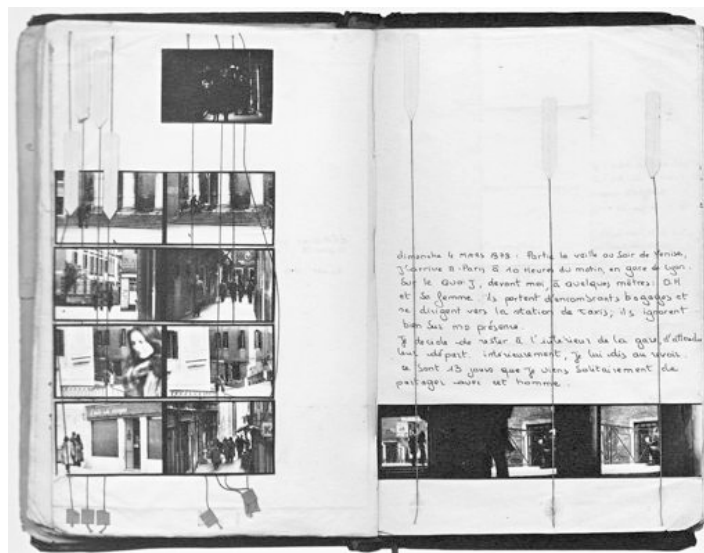 dimanche 4 MARS 1979 : Partie la veille au Soir de Venise,
J'arrive à Paris à 10 Heures du matin, en gare de Lyon.
Sur le Quai J, devant moi, à quelques mètres : O.H
et Sa femme. ils portent d'encombrants bagages et
se dirigent vers la station de taxis; ils ignorent
bien Sur ma présence.
Je décide de rester à l'intérieur de la gare, d'attendre
leur départ. intérieurement, je lui dis au revoir.
ce Sont 13 jours que je viens Solitairement de
partager avec cet homme.